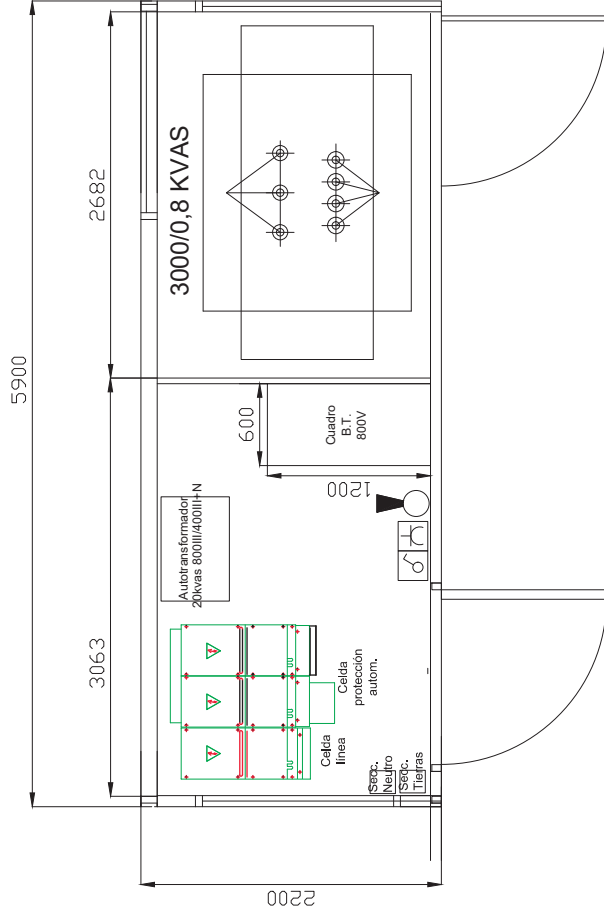 5900
2682
3063
2200
3000/0,8 KVAS
600
1200
Cuadro
B.T.
800V
Autotransformador
20kvas 800III/400III+N
Celda
protección
autom.
Celda
línea
Secc.
Neutro
Secc.
Tierras